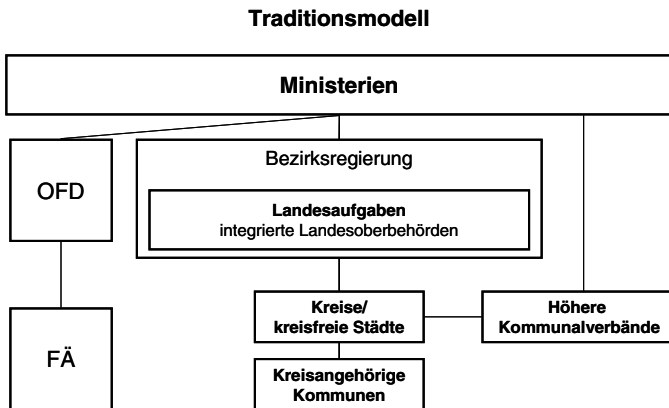 Traditionsmodell
Ministerien
OFD
Bezirksregierung
Landesaufgaben
integrierte Landesoberbehörden
FÄ
Kreise/
kreisfreie Städte
Höhere
Kommunalverbände
Kreisangehörige
Kommunen